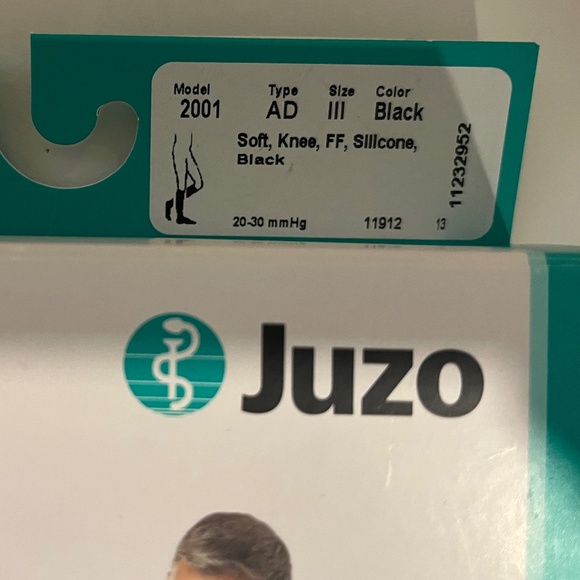 Model Type Size Color
2001 AD III Black
Soft, Knee, FF, Silicone,
Black
20-30 mmHg 11912 13
11232952
Juzo